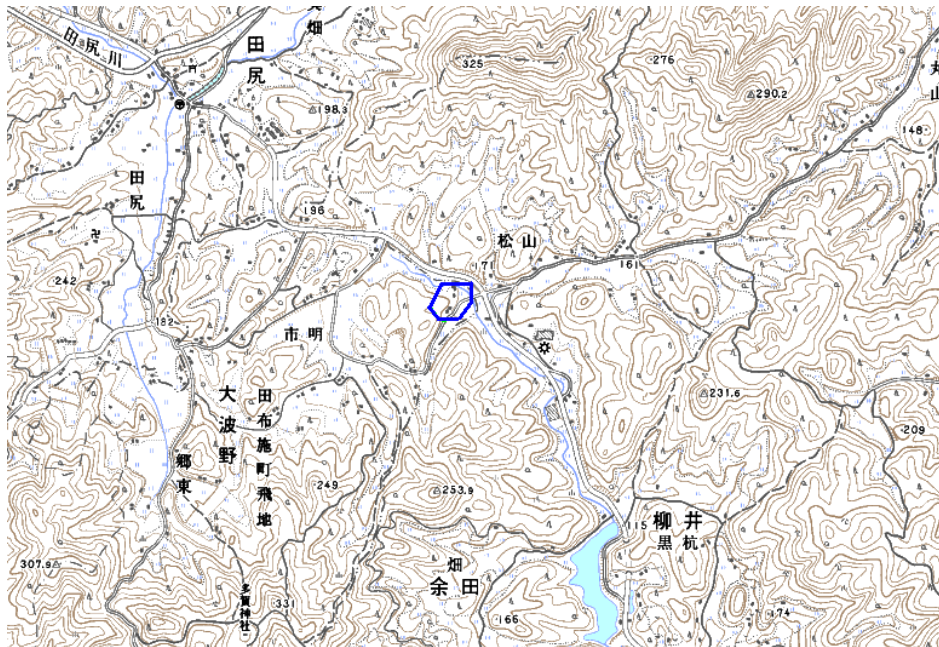 田尻川
田尻
畑
325
276
290.2
丸山
198.3
148
田尻
196
松山
171
161
242
182
市明
大波野
田布施町飛地
231.6
209
郷東
249
253.9
115
柳井
黒杭
307.9
畑
余田
多賀神社
331
166
174